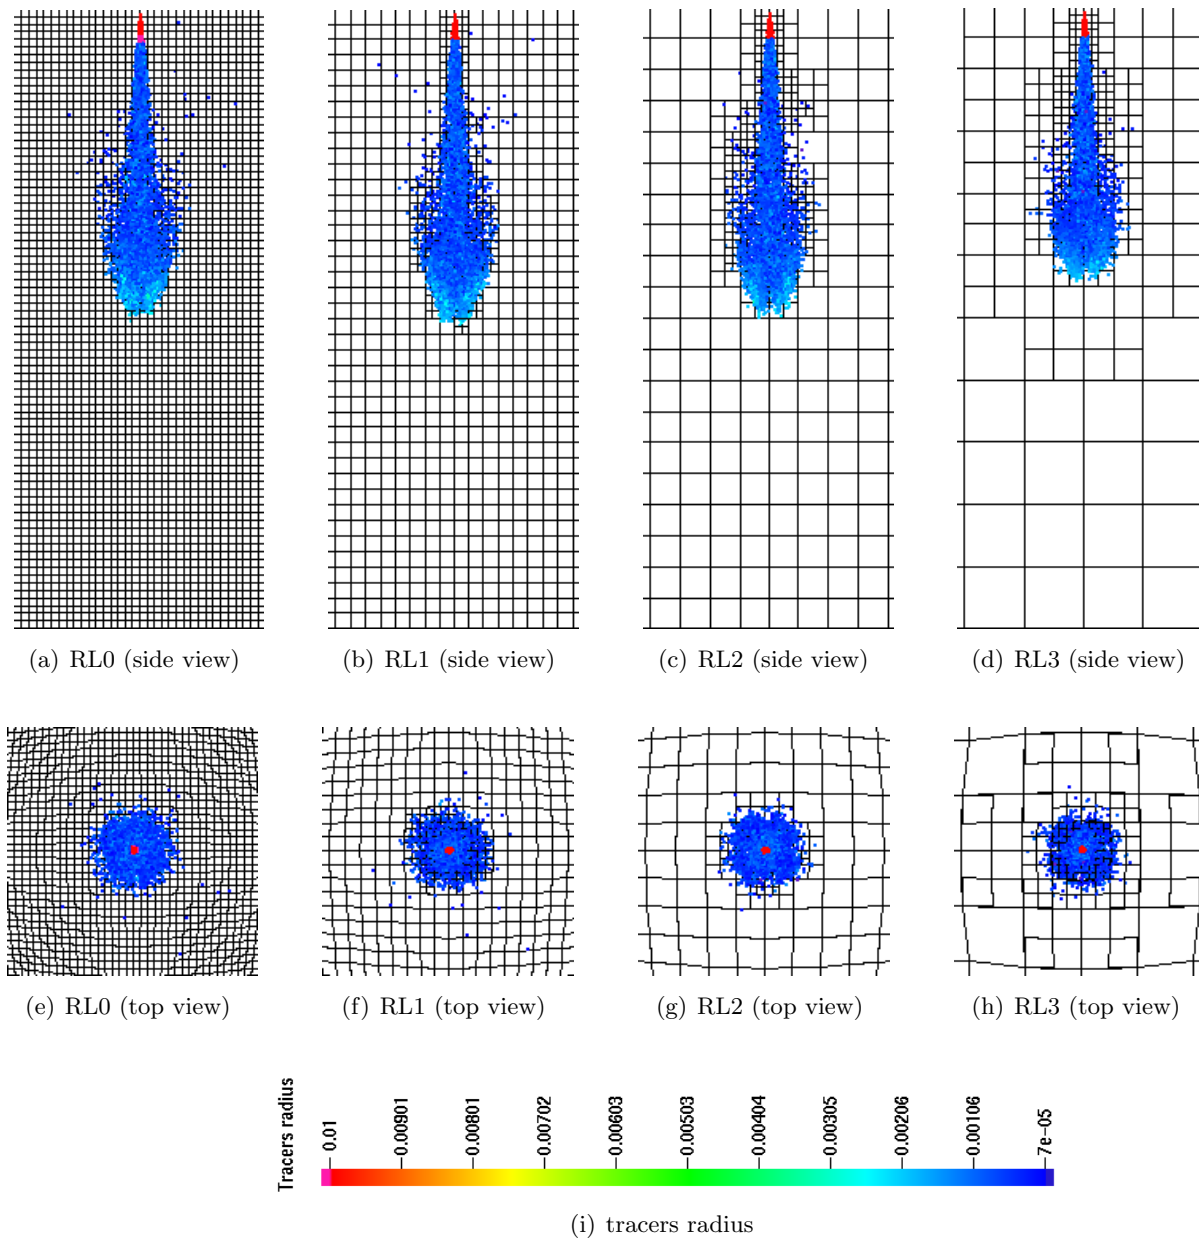 (a) RL0 (side view)
(b) RL1 (side view)
(c) RL2 (side view)
(d) RL3 (side view)
(e) RL0 (top view)
(f) RL1 (top view)
(g) RL2 (top view)
(h) RL3 (top view)
Tracers radius
0.01
0.00901
0.00801
0.00702
0.00603
0.00503
0.00404
0.00305
0.00206
0.00106
7e-05
(i) tracers radius